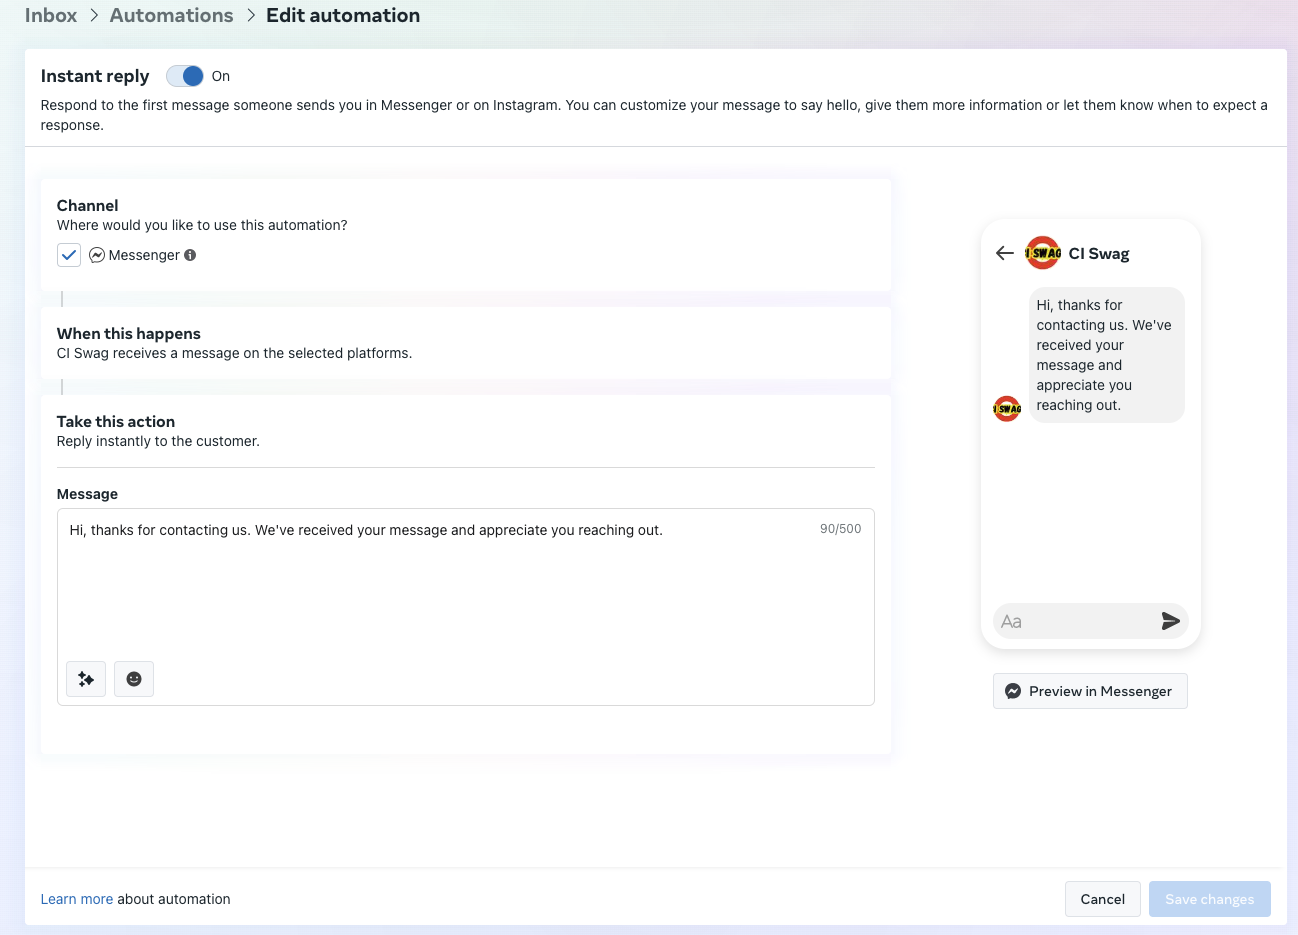 Inbox > Automations > Edit automation
Instant reply On
Respond to the first message someone sends you in Messenger or on Instagram. You can customize your message to say hello, give them more information or let them know when to expect a
response.
Channel
Where would you like to use this automation?
Messenger
When this happens
CI Swag receives a message on the selected platforms.
Take this action
Reply instantly to the customer.
Message
Hi, thanks for contacting us. We've received your message and appreciate you reaching out.
90/500
SWAG
CI Swag
Hi, thanks for
contacting us. We've
received your
message and
appreciate you
reaching out.
SWAG
Aa
Preview in Messenger
Learn more about automation
Cancel
Save changes